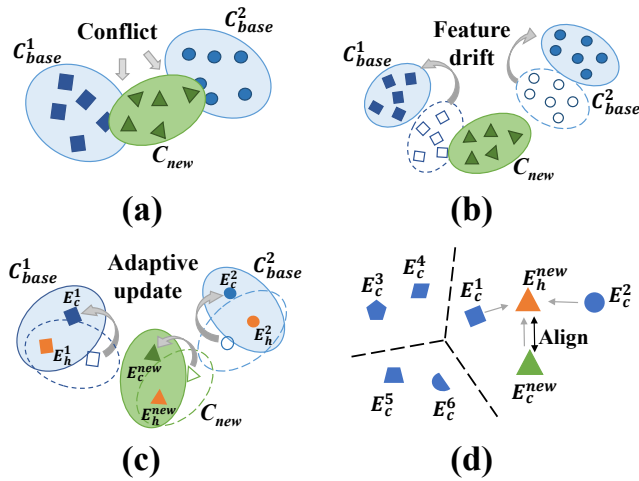 C^1_base
Conflict
C^2_base
C_new
(a)
Feature
drift
C^1_base
C^2_base
C_new
(b)
C^1_base
E^1_c
E^1_h
Adaptive
update
E^2_c
C^2_base
E^2_h
E^new_c
E^new_h
C_new
(c)
E^3_c
E^4_c
E^1_c
E^new_h
E^2_c
Align
E^5_c
E^6_c
E^new_c
(d)